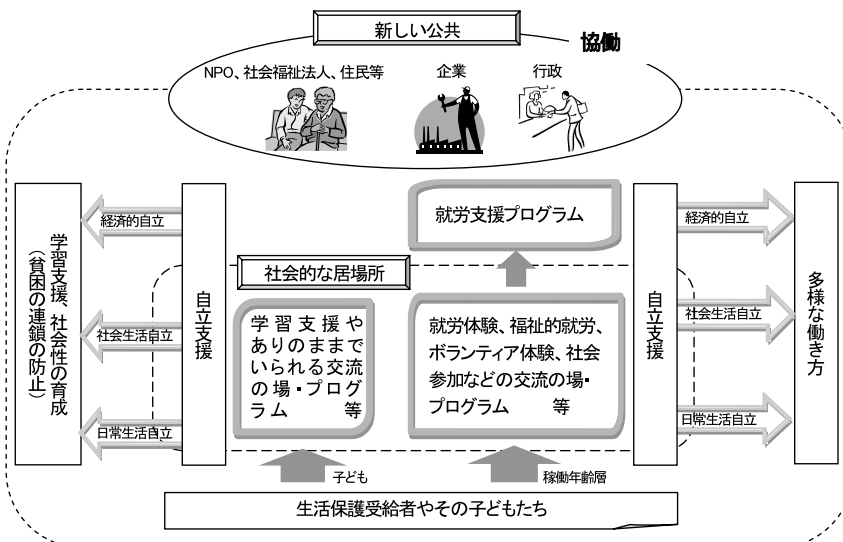 新しい公共
協働
NPO、社会福祉法人、住民等
企業
行政
就労支援プログラム
経済的自立
経済的自立
社会的な居場所
学習支援、社会性の育成
（貧困の連鎖の防止）
自立支援
学習支援や
ありのままで
いられる交流
の場・プログ
ラム　　　等
就労体験、福祉的就労、
ボランティア体験、社会
参加などの交流の場・
プログラム　　等
自立支援
多様な働き方
社会生活自立
社会生活自立
日常生活自立
日常生活自立
子ども
稼働年齢層
生活保護受給者やその子どもたち